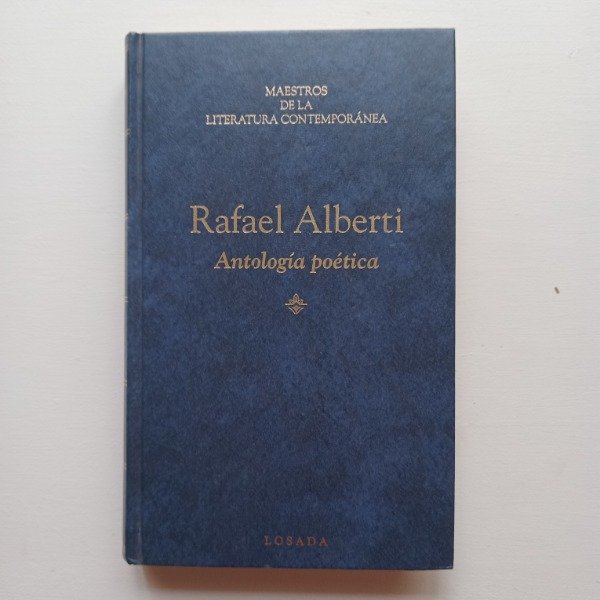 MAESTROS
DE LA
LITERATURA CONTEMPORÁNEA
Rafael Alberti
Antología poética
LOSADA